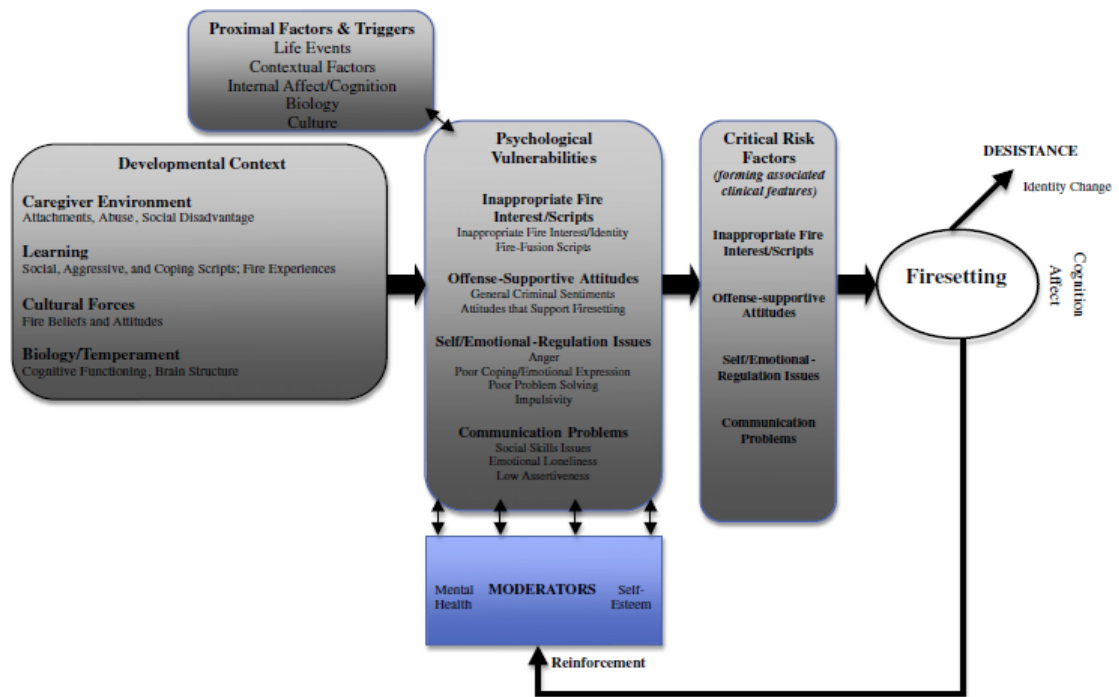 Proximal Factors & Triggers
Life Events
Contextual Factors
Internal Affect/Cognition
Biology
Culture
Developmental Context
Caregiver Environment
Attachments, Abuse, Social Disadvantage
Learning
Social, Aggressive, and Coping Scripts; Fire Experiences
Cultural Forces
Fire Beliefs and Attitudes
Biology/Temperament
Cognitive Functioning, Brain Structure
Psychological
Vulnerabilities
Inappropriate Fire
Interest/Scripts
Inappropriate Fire Interest/Identity
Fire-Fusion Scripts
Offense-Supportive Attitudes
General Criminal Sentiments
Attitudes that Support Firesetting
Self/Emotional-Regulation Issues
Anger
Poor Coping/Emotional Expression
Poor Problem Solving
Impulsivity
Communication Problems
Social Skills Issues
Emotional Loneliness
Low Assertiveness
Critical Risk
Factors
(forming associated
clinical features)
Inappropriate Fire
Interest/Scripts
Offense-supportive
Attitudes
Self/Emotional-
Regulation Issues
Communication
Problems
DESISTANCE
Identity Change
Firesetting
Cognition
Affect
Mental
Health
MODERATORS
Self-
Esteem
Reinforcement